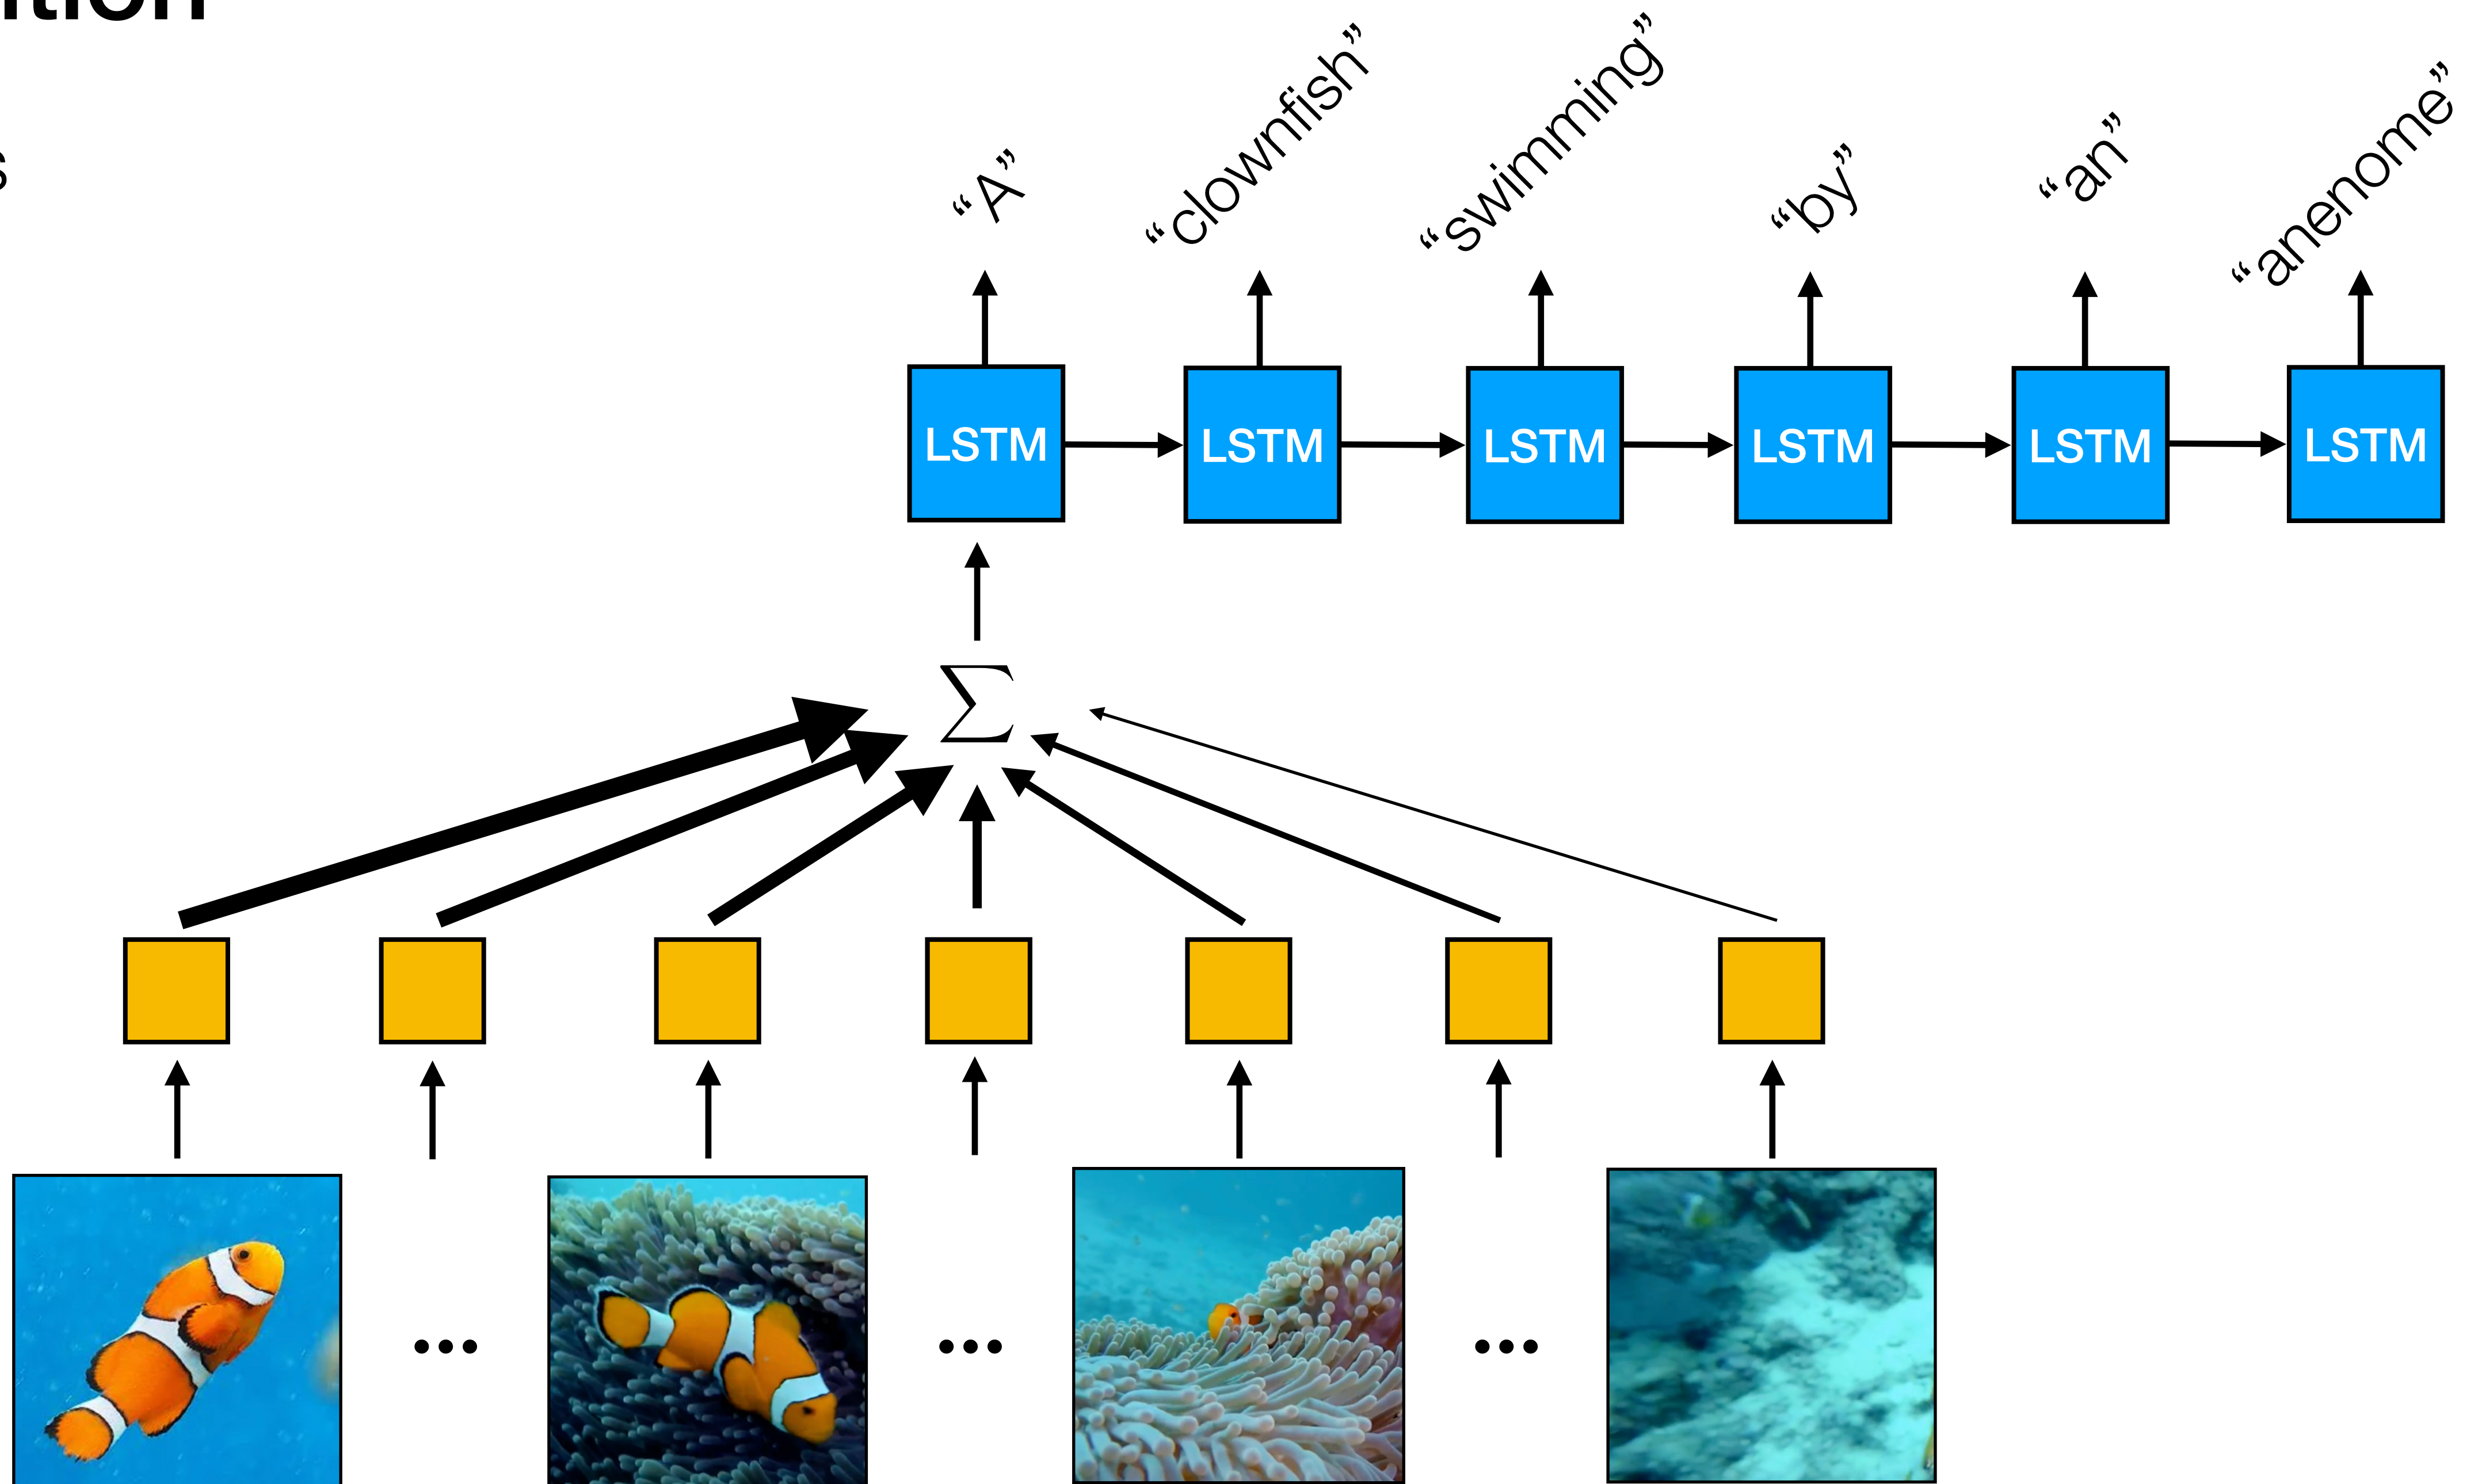 “A” “clownfish” “swimming” “by” “an” “anenome”
LSTM LSTM LSTM LSTM LSTM LSTM
∑